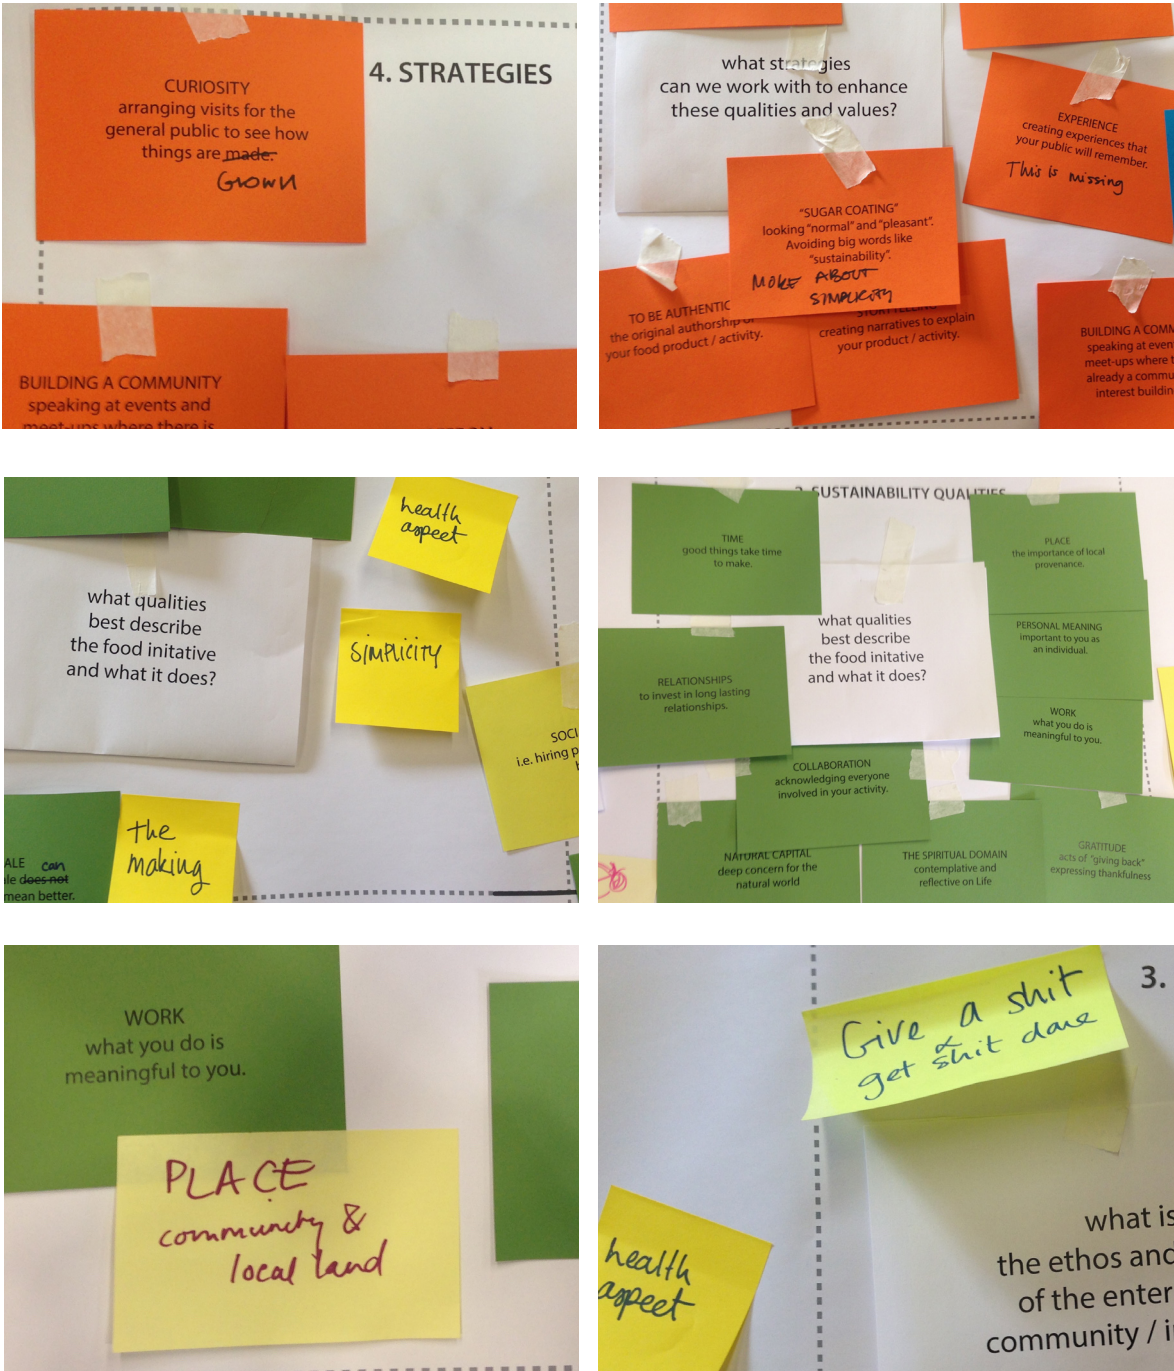 CURIOSITY
arranging visits for the
general public to see how
things are made.
Grown
4. STRATEGIES
BUILDING A COMMUNITY
speaking at events and
meet-ups where there is
what strategies
can we work with to enhance
these qualities and values?
EXPERIENCE
creating experiences that
your public will remember.
This is missing
"SUGAR COATING"
looking "normal" and "pleasant".
Avoiding big words like
"sustainability".
MORE ABOUT
SIMPLICITY
TO BE AUTHENTIC
the original authorship of
your food product / activity.
STORYTELLING
creating narratives to explain
your product / activity.
BUILDING A COMM
speaking at even
meet-ups where t
already a commu
interest buildin
health
aspect
what qualities
best describe
the food initative
and what it does?
SIMPLICITY
SOCI
i.e. hiring p
the
making
ALE can
le does not
mean better.
SUSTAINABILITY QUALITIES
TIME
good things take time
to make.
PLACE
the importance of local
provenance.
what qualities
best describe
the food initative
and what it does?
PERSONAL MEANING
important to you as
an individual.
RELATIONSHIPS
to invest in long lasting
relationships.
WORK
what you do is
meaningful to you.
COLLABORATION
acknowledging everyone
involved in your activity.
NATURAL CAPITAL
deep concern for the
natural world
THE SPIRITUAL DOMAIN
contemplative and
reflective on Life
GRATITUDE
acts of "giving back"
expressing thankfulness
WORK
what you do is
meaningful to you.
PLACE
community &
local land
Give a shit
&
get shit done
3.
health
aspect
what is
the ethos and
of the enter
community / i